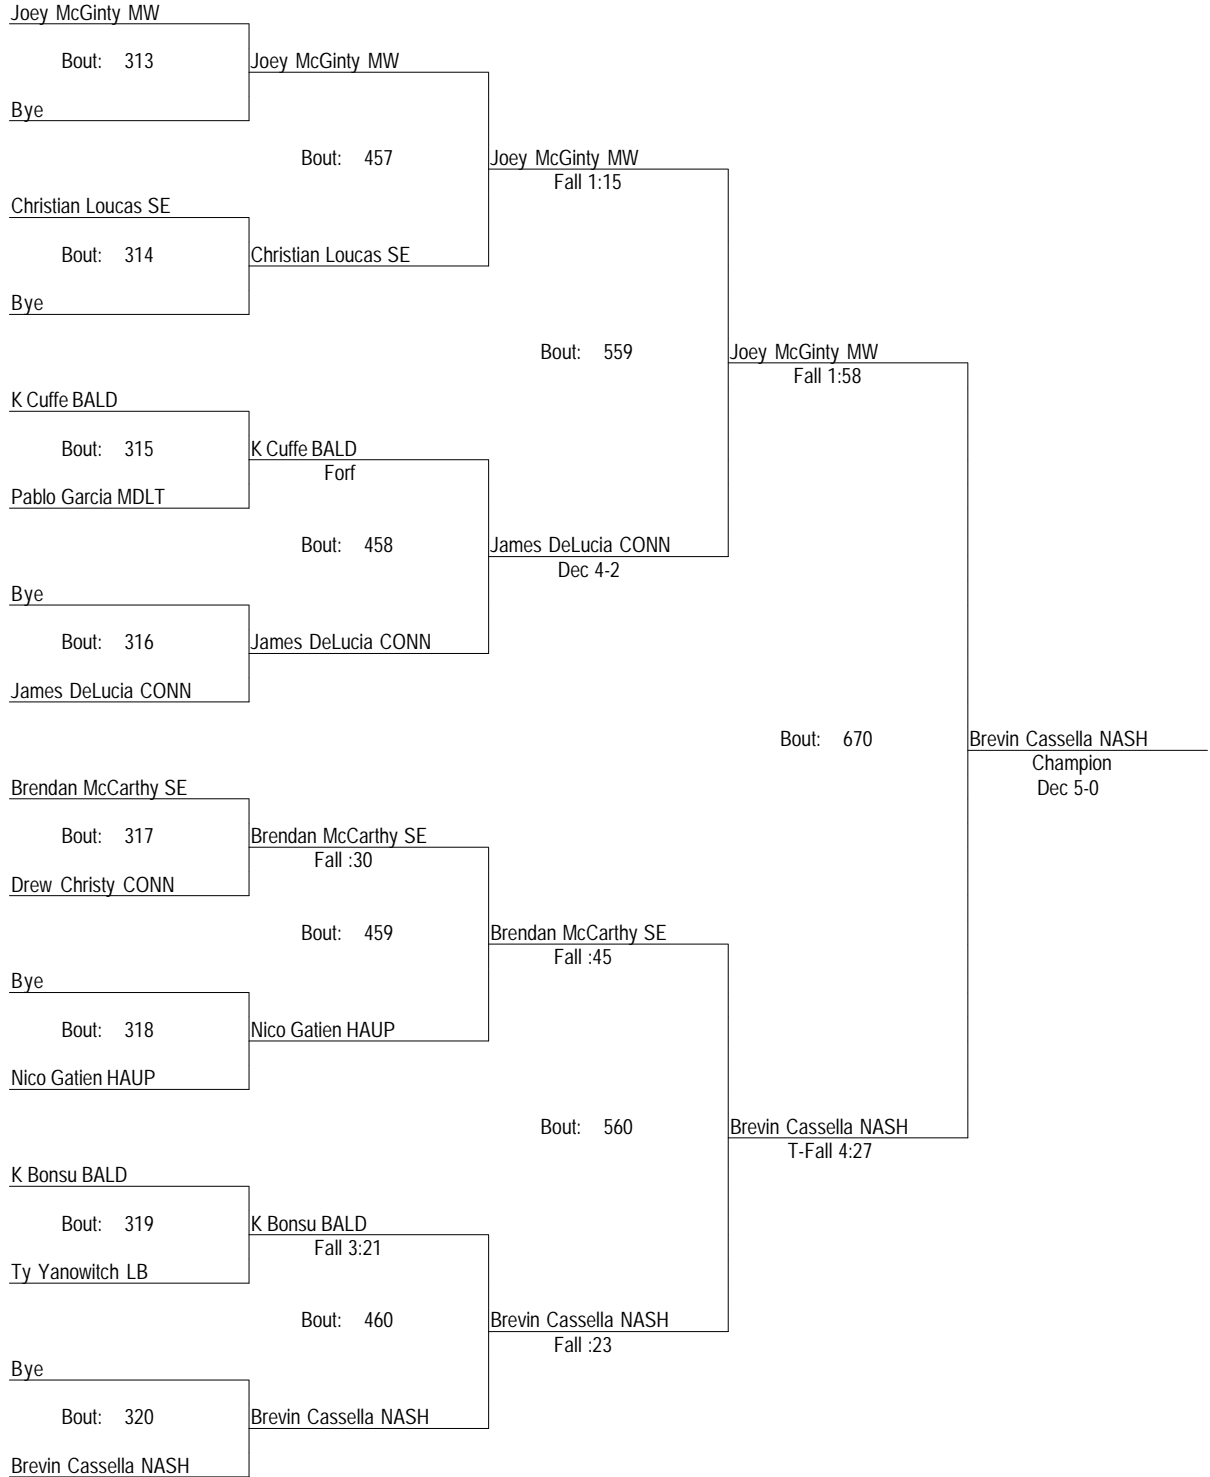 Joey McGinty MW
Bout: 313
Joey McGinty MW
Bye
Bout: 457
Joey McGinty MW
Fall 1:15
Christian Loucas SE
Bout: 314
Christian Loucas SE
Bye
Bout: 559
Joey McGinty MW
Fall 1:58
K Cuffe BALD
Bout: 315
K Cuffe BALD
Forf
Pablo Garcia MDLT
Bout: 458
James DeLucia CONN
Dec 4-2
Bye
Bout: 316
James DeLucia CONN
James DeLucia CONN
Bout: 670
Brevin Cassella NASH
Champion
Dec 5-0
Brendan McCarthy SE
Bout: 317
Brendan McCarthy SE
Fall :30
Drew Christy CONN
Bout: 459
Brendan McCarthy SE
Fall :45
Bye
Bout: 318
Nico Gatien HAUP
Nico Gatien HAUP
Bout: 560
Brevin Cassella NASH
T-Fall 4:27
K Bonsu BALD
Bout: 319
K Bonsu BALD
Fall 3:21
Ty Yanowitch LB
Bout: 460
Brevin Cassella NASH
Fall :23
Bye
Bout: 320
Brevin Cassella NASH
Brevin Cassella NASH